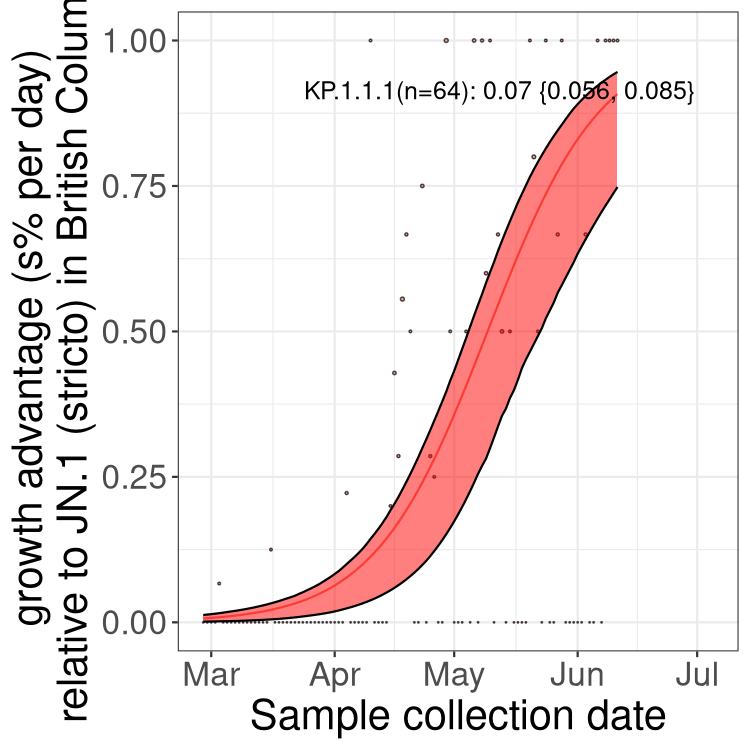 growth advantage (s% per day)
relative to JN.1 (stricto) in British Colum
1.00
0.75
0.50
0.25
0.00
KP.1.1.1(n=64): 0.07 {0.056, 0.085}
Mar Apr May Jun Jul
Sample collection date